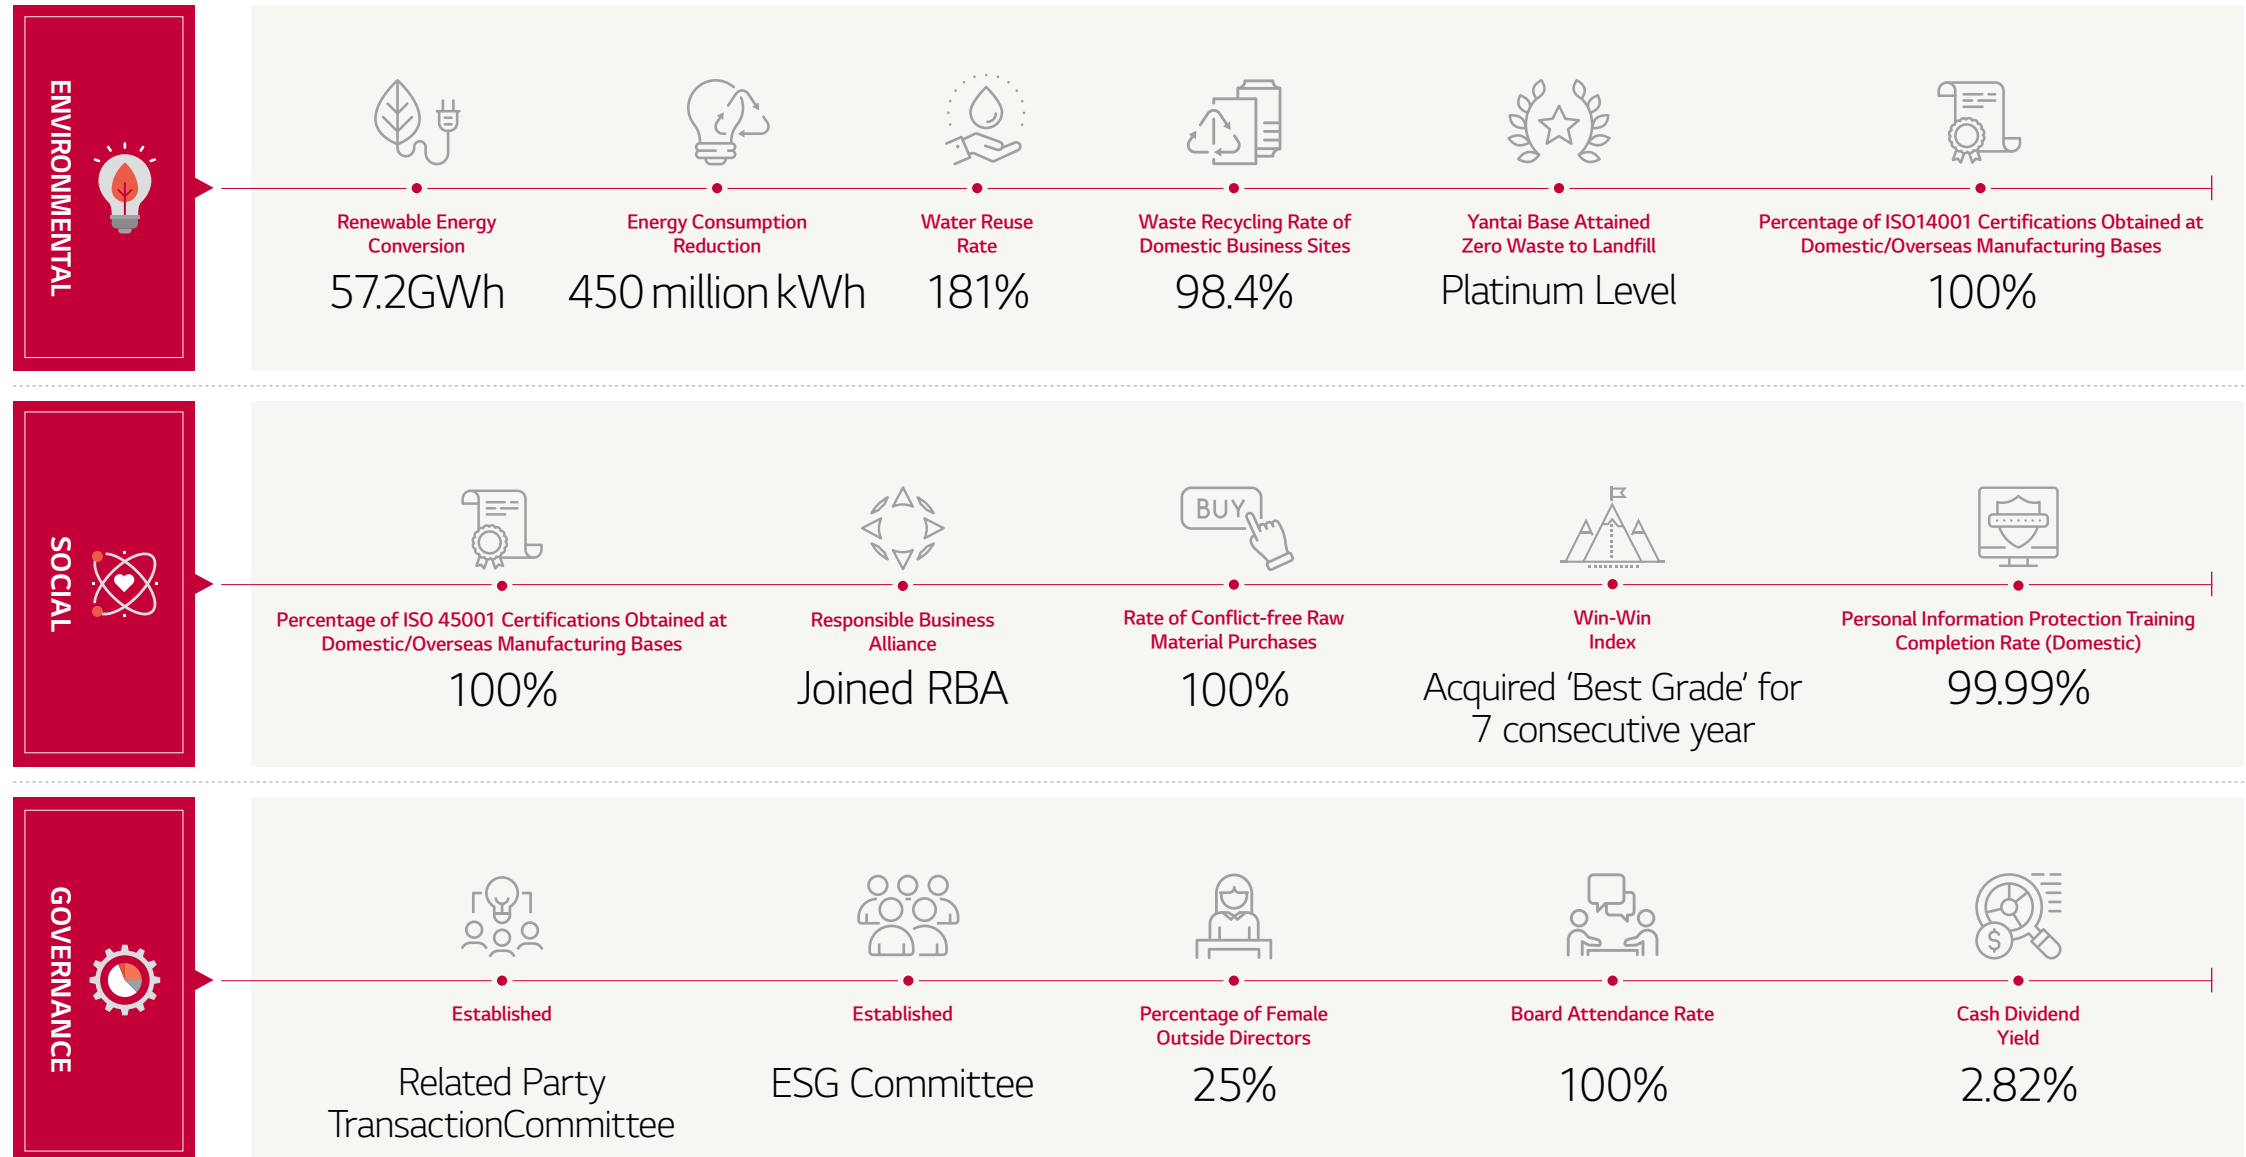 ENVIRONMENTAL
Renewable Energy
Conversion
57.2GWh
Energy Consumption
Reduction
450 million kWh
Water Reuse
Rate
181%
Waste Recycling Rate of
Domestic Business Sites
98.4%
Yantai Base Attained
Zero Waste to Landfill
Platinum Level
Percentage of ISO14001 Certifications Obtained at
Domestic/Overseas Manufacturing Bases
100%
SOCIAL
Percentage of ISO 45001 Certifications Obtained at
Domestic/Overseas Manufacturing Bases
100%
Responsible Business
Alliance
Joined RBA
BUY
Rate of Conflict-free Raw
Material Purchases
100%
Win-Win
Index
Acquired ‘Best Grade’ for
7 consecutive year
Personal Information Protection Training
Completion Rate (Domestic)
99.99%
GOVERNANCE
Established
Related Party
TransactionCommittee
Established
ESG Committee
Percentage of Female
Outside Directors
25%
Board Attendance Rate
100%
$
Cash Dividend
Yield
2.82%